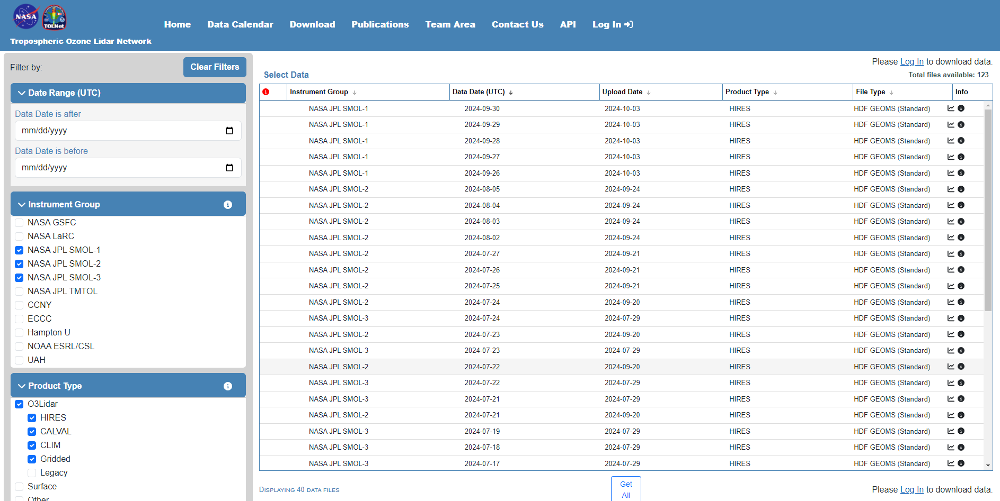 NASA
TOLNet
Tropospheric Ozone Lidar Network
Home Data Calendar Download Publications Team Area Contact Us API Log In
Filter by:
Clear Filters
Date Range (UTC)
Data Date is after
mm/dd/yyyy
Data Date is before
mm/dd/yyyy
Instrument Group
NASA GSFC
NASA LaRC
NASA JPL SMOL-1
NASA JPL SMOL-2
NASA JPL SMOL-3
NASA JPL TMTOL
CCNY
ECCC
Hampton U
NOAA ESRL/CSL
UAH
Product Type
O3Lidar
HIRES
CALVAL
CLIM
Gridded
Legacy
Surface
Other
Please Log In to download data.
Select Data
Total files available: 123
Instrument Group Data Date (UTC) Upload Date Product Type File Type Info
NASA JPL SMOL-1 2024-09-30 2024-10-03 HIRES HDF GEOMS (Standard)
NASA JPL SMOL-1 2024-09-29 2024-10-03 HIRES HDF GEOMS (Standard)
NASA JPL SMOL-1 2024-09-28 2024-10-03 HIRES HDF GEOMS (Standard)
NASA JPL SMOL-1 2024-09-27 2024-10-03 HIRES HDF GEOMS (Standard)
NASA JPL SMOL-1 2024-09-26 2024-10-03 HIRES HDF GEOMS (Standard)
NASA JPL SMOL-2 2024-08-05 2024-09-24 HIRES HDF GEOMS (Standard)
NASA JPL SMOL-2 2024-08-04 2024-09-24 HIRES HDF GEOMS (Standard)
NASA JPL SMOL-2 2024-08-03 2024-09-24 HIRES HDF GEOMS (Standard)
NASA JPL SMOL-2 2024-08-02 2024-09-24 HIRES HDF GEOMS (Standard)
NASA JPL SMOL-2 2024-07-27 2024-09-21 HIRES HDF GEOMS (Standard)
NASA JPL SMOL-2 2024-07-26 2024-09-21 HIRES HDF GEOMS (Standard)
NASA JPL SMOL-2 2024-07-25 2024-09-21 HIRES HDF GEOMS (Standard)
NASA JPL SMOL-2 2024-07-24 2024-09-20 HIRES HDF GEOMS (Standard)
NASA JPL SMOL-3 2024-07-24 2024-07-29 HIRES HDF GEOMS (Standard)
NASA JPL SMOL-2 2024-07-23 2024-09-20 HIRES HDF GEOMS (Standard)
NASA JPL SMOL-3 2024-07-23 2024-07-29 HIRES HDF GEOMS (Standard)
NASA JPL SMOL-2 2024-07-22 2024-09-20 HIRES HDF GEOMS (Standard)
NASA JPL SMOL-3 2024-07-22 2024-07-29 HIRES HDF GEOMS (Standard)
NASA JPL SMOL-3 2024-07-21 2024-07-29 HIRES HDF GEOMS (Standard)
NASA JPL SMOL-2 2024-07-21 2024-09-20 HIRES HDF GEOMS (Standard)
NASA JPL SMOL-3 2024-07-19 2024-07-29 HIRES HDF GEOMS (Standard)
NASA JPL SMOL-3 2024-07-18 2024-07-29 HIRES HDF GEOMS (Standard)
NASA JPL SMOL-3 2024-07-17 2024-07-29 HIRES HDF GEOMS (Standard)
DISPLAYING 40 DATA FILES
Get
All
Please Log In to download data.